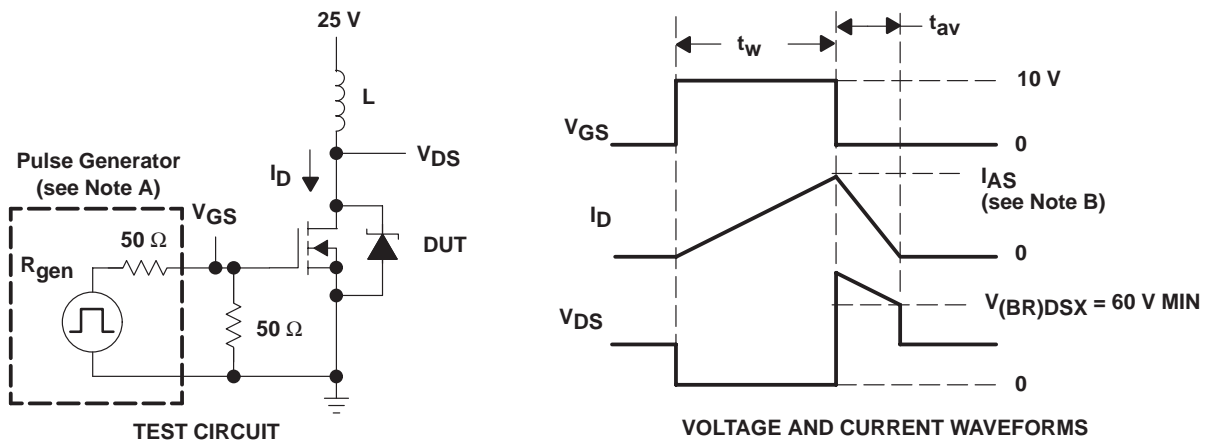 25 V
L
V_DS
I_D
Pulse Generator
(see Note A)
V_GS
50 Ω
R_gen
DUT
50 Ω
TEST CIRCUIT
t_w
t_av
10 V
V_GS
0
I_AS
(see Note B)
I_D
0
V_(BR)DSX = 60 V MIN
V_DS
0
VOLTAGE AND CURRENT WAVEFORMS